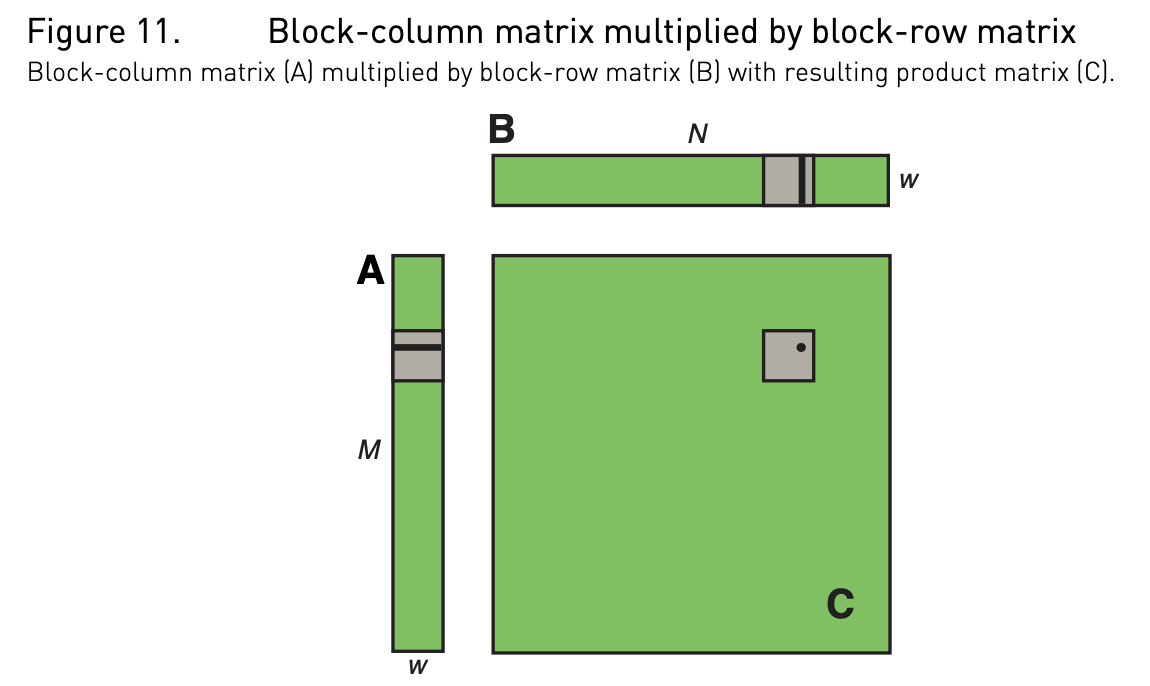 Figure 11. Block-column matrix multiplied by block-row matrix
Block-column matrix (A) multiplied by block-row matrix (B) with resulting product matrix (C).
B
N
w
A
M
C
w